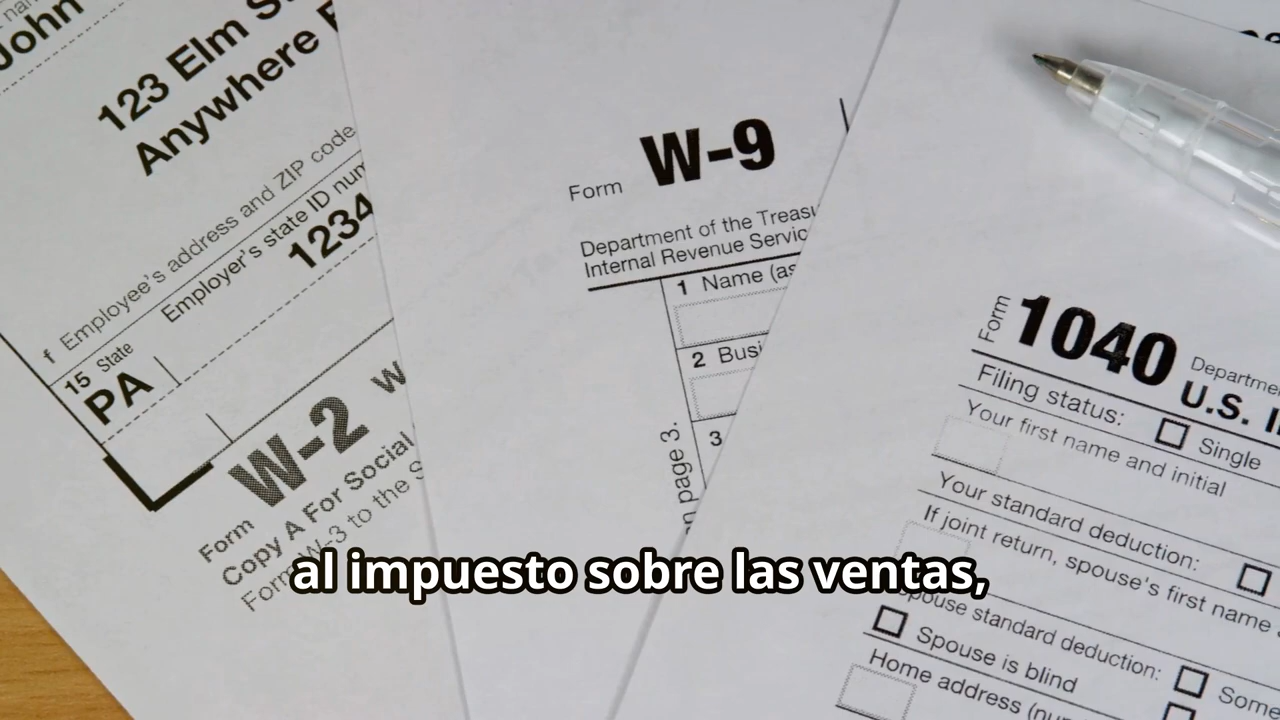 John
123 Elm S
Anywhere
f Employee's address and ZIP code
15 State
Employer's state ID num
PA
1234
Form W-2 W
Copy A For Social
Form W-3 to the S
Form W-9
Department of the Treasu
Internal Revenue Servic
1 Name (as
2 Busi
3
n page 3.
Form 1040
Departme
U.S. I
Filing status:
Single
Your first name and initial
Your standard deduction:
If joint return, spouse's first name
Spouse standard deduction:
Spouse is blind
Some
Home address (nu
al impuesto sobre las ventas,